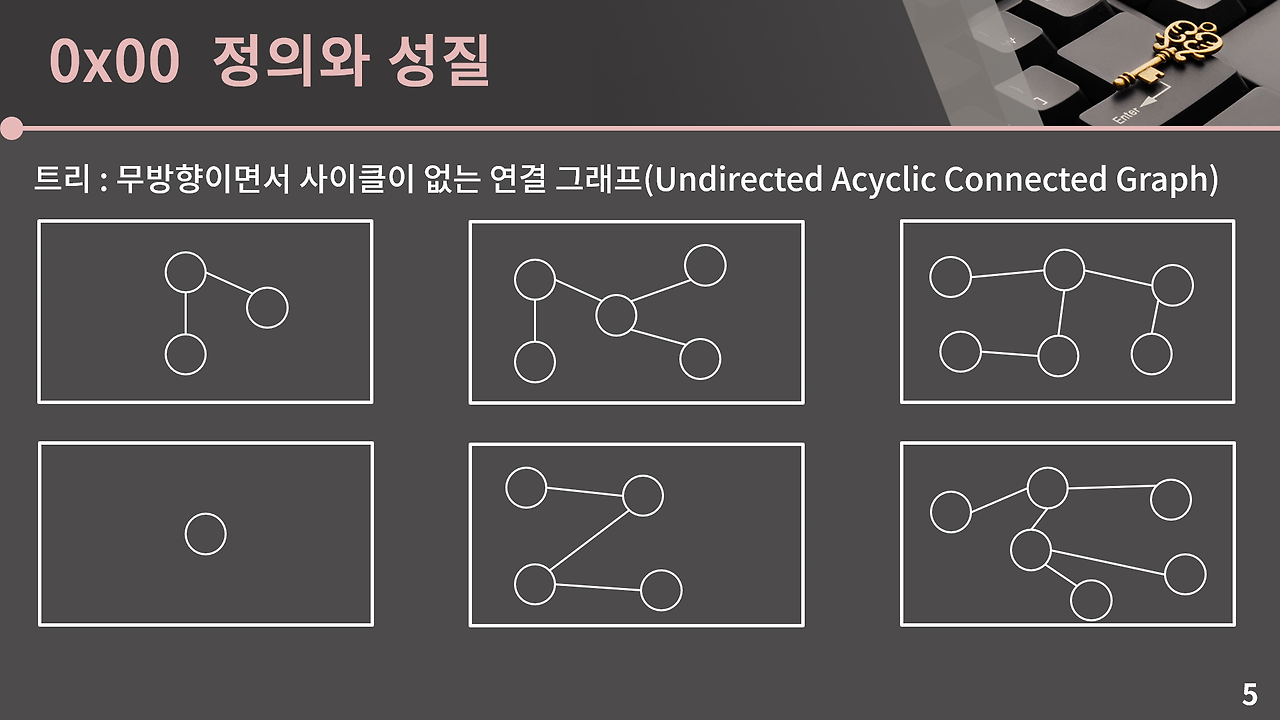 0x00 정의와 성질
Enter
트리 : 무방향이면서 사이클이 없는 연결 그래프(Undirected Acyclic Connected Graph)
5